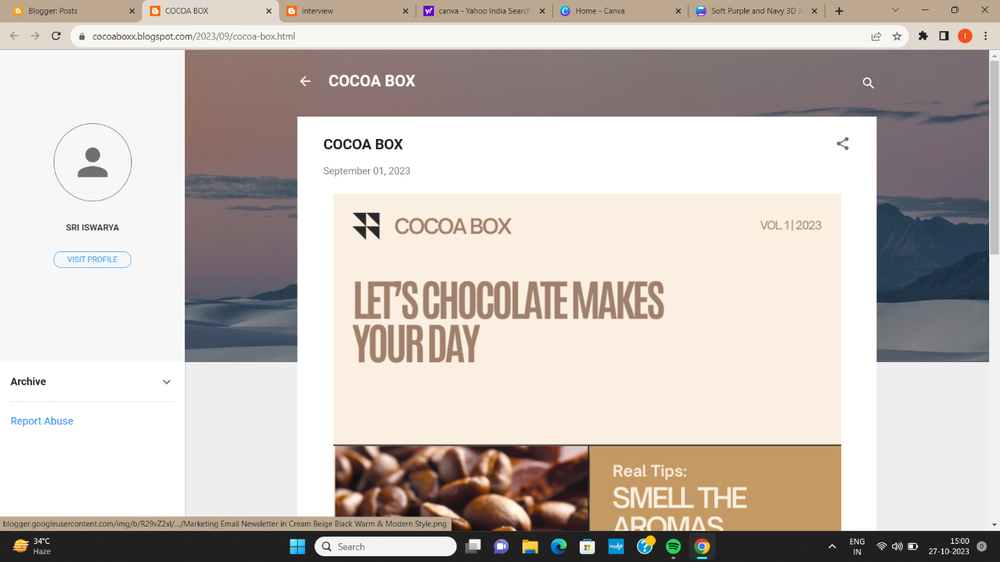 Blogger: Posts
COCOA BOX
interview
canva - Yahoo India Search
Home - Canva
Soft Purple and Navy 3D
cocoaboxx.blogspot.com/2023/09/cocoa-box.html
I
COCOA BOX
SRI ISWARYA
VISIT PROFILE
Archive
Report Abuse
COCOA BOX
September 01, 2023
COCOA BOX
VOL 1| 2023
LET'S CHOCOLATE MAKES
YOUR DAY
Real Tips:
SMELL THE
AROMAS
blogger.googleusercontent.com/img/b/R29vZ2xl/.../Marketing Email Newsletter in Cream Beige Black Warm & Modern Style.png
34°C
Haze
Search
myhp
ENG
IN
15:00
27-10-2023
0